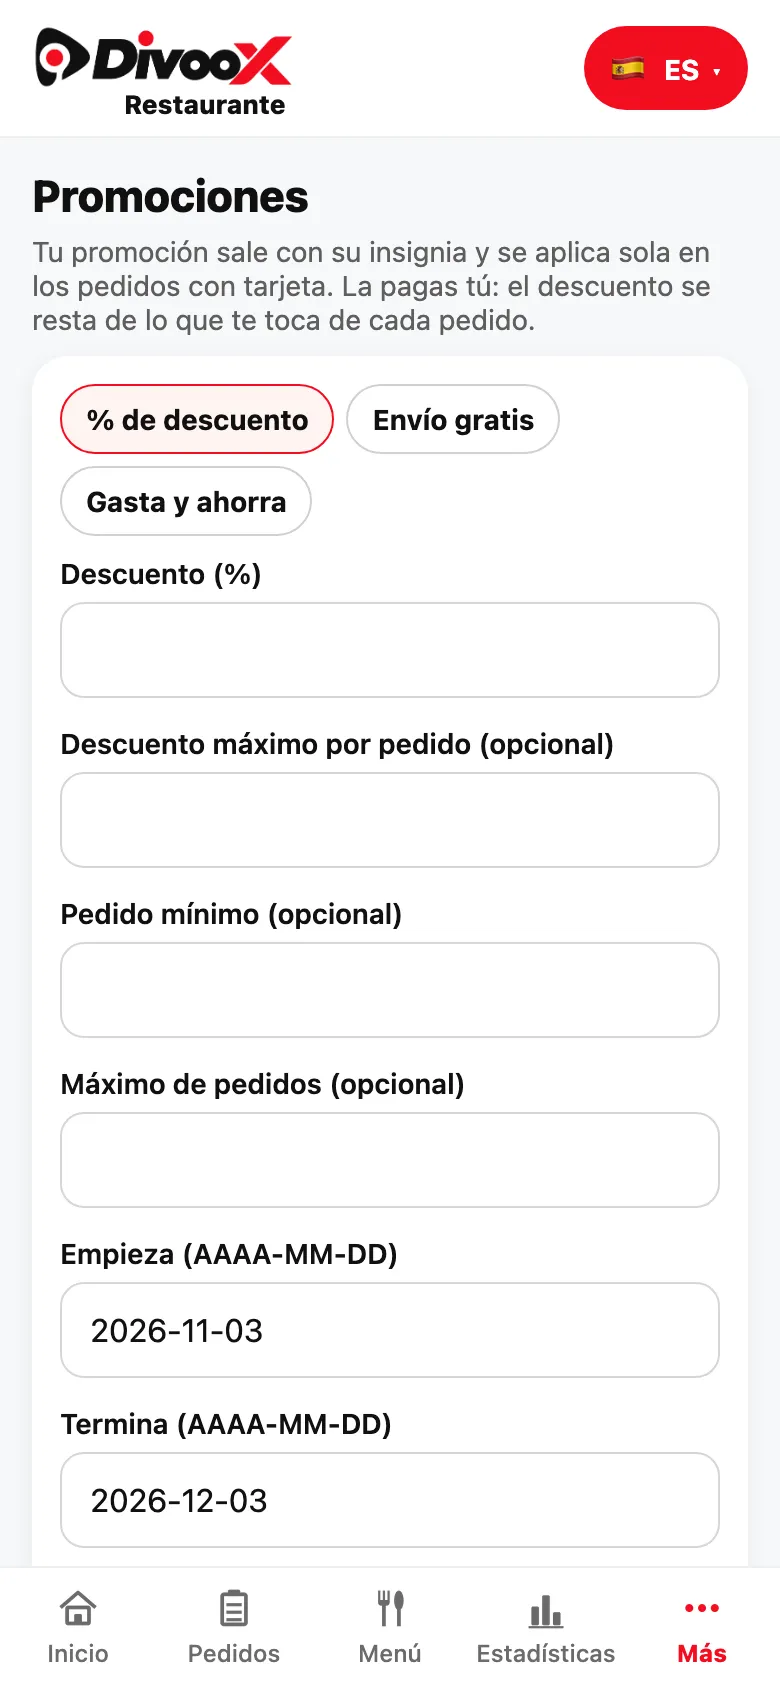 DivooX
Restaurante
ES
Promociones
Tu promoción sale con su insignia y se aplica sola en
los pedidos con tarjeta. La pagas tú: el descuento se
resta de lo que te toca de cada pedido.
% de descuento
Envío gratis
Gasta y ahorra
Descuento (%)
Descuento máximo por pedido (opcional)
Pedido mínimo (opcional)
Máximo de pedidos (opcional)
Empieza (AAAA-MM-DD)
2026-11-03
Termina (AAAA-MM-DD)
2026-12-03
Inicio
Pedidos
Menú
Estadísticas
Más